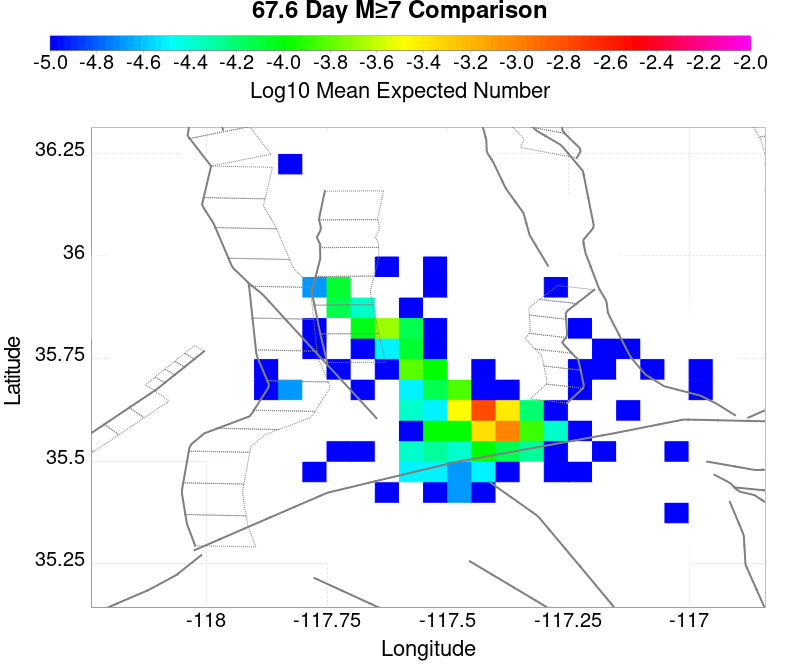 67.6 Day M≥7 Comparison
-5.0 -4.8 -4.6 -4.4 -4.2 -4.0 -3.8 -3.6 -3.4 -3.2 -3.0 -2.8 -2.6 -2.4 -2.2 -2.0
Log10 Mean Expected Number
36.25
36
35.75
35.5
35.25
Latitude
-118 -117.75 -117.5 -117.25 -117
Longitude